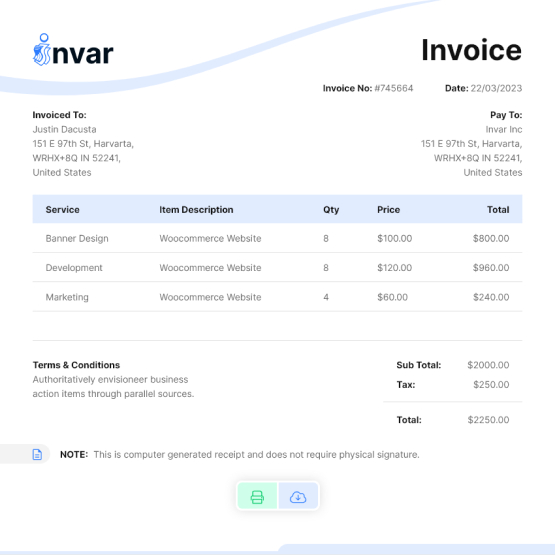 invar
Invoice
Invoice No: #745664 Date: 22/03/2023
Invoiced To: Pay To:
Justin Dacusta Invar Inc
151 E 97th St, Harvarta, 151 E 97th St, Harvarta,
WRHX+8Q IN 52241, WRHX+8Q IN 52241,
United States United States
Service Item Description Qty Price Total
Banner Design Woocommerce Website 8 $100.00 $800.00
Development Woocommerce Website 8 $120.00 $960.00
Marketing Woocommerce Website 4 $60.00 $240.00
Terms & Conditions Sub Total: $2000.00
Authoritatively envisioneer business Tax: $250.00
action items through parallel sources.
Total: $2250.00
NOTE: This is computer generated receipt and does not require physical signature.